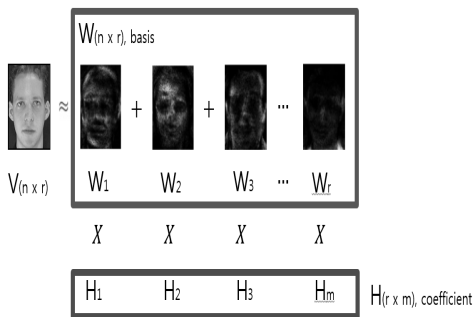 W(n x r), basis
≈ + + ...
V(n x r) W1 W2 W3 ... Wr
X X X X
H1 H2 H3 Hm H(r x m), coefficient